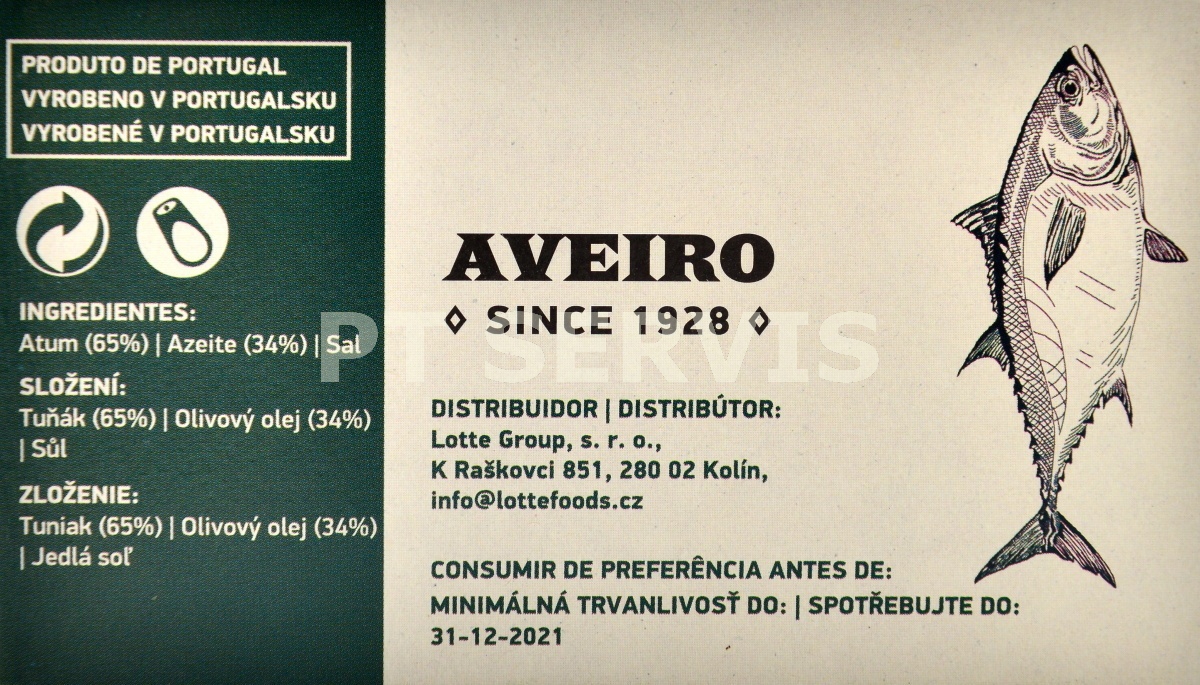 PRODUTO DE PORTUGAL
VYROBENO V PORTUGALSKU
VYROBENÉ V PORTUGALSKU
INGREDIENTES:
Atum (65%) | Azeite (34%) | Sal
SLOŽENÍ:
Tuňák (65%) | Olivový olej (34%)
| Sůl
ZLOŽENIE:
Tuniak (65%) | Olivový olej (34%)
| Jedlá soľ
AVEIRO
◊ SINCE 1928 ◊
PT SERVIS
DISTRIBUIDOR | DISTRIBÚTOR:
Lotte Group, s. r. o.,
K Raškovci 851, 280 02 Kolín,
info@lottefoods.cz
CONSUMIR DE PREFERÊNCIA ANTES DE:
MINIMÁLNÁ TRVANLIVOSŤ DO: | SPOTŘEBUJTE DO:
31-12-2021